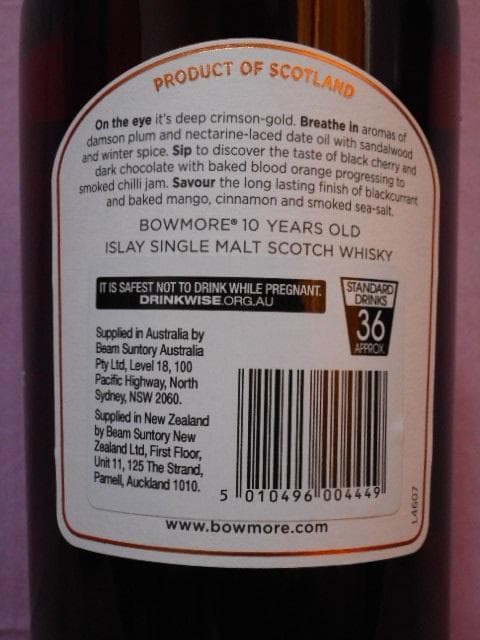 PRODUCT OF SCOTLAND
On the eye it's deep crimson-gold. Breathe in aromas of
damson plum and nectarine-laced date oil with sandalwood
and winter spice. Sip to discover the taste of black cherry and
dark chocolate with baked blood orange progressing to
smoked chilli jam. Savour the long lasting finish of blackcurrant
and baked mango, cinnamon and smoked sea-salt.
BOWMORE® 10 YEARS OLD
ISLAY SINGLE MALT SCOTCH WHISKY
IT IS SAFEST NOT TO DRINK WHILE PREGNANT.
DRINKWISE.ORG.AU
STANDARD
DRINKS
36
APPROX.
Supplied in Australia by
Beam Suntory Australia
Pty Ltd, Level 18, 100
Pacific Highway, North
Sydney, NSW 2060.
Supplied in New Zealand
by Beam Suntory New
Zealand Ltd, First Floor,
Unit 11, 125 The Strand,
Parnell, Auckland 1010.
5 010496 004449
L4607
www.bowmore.com